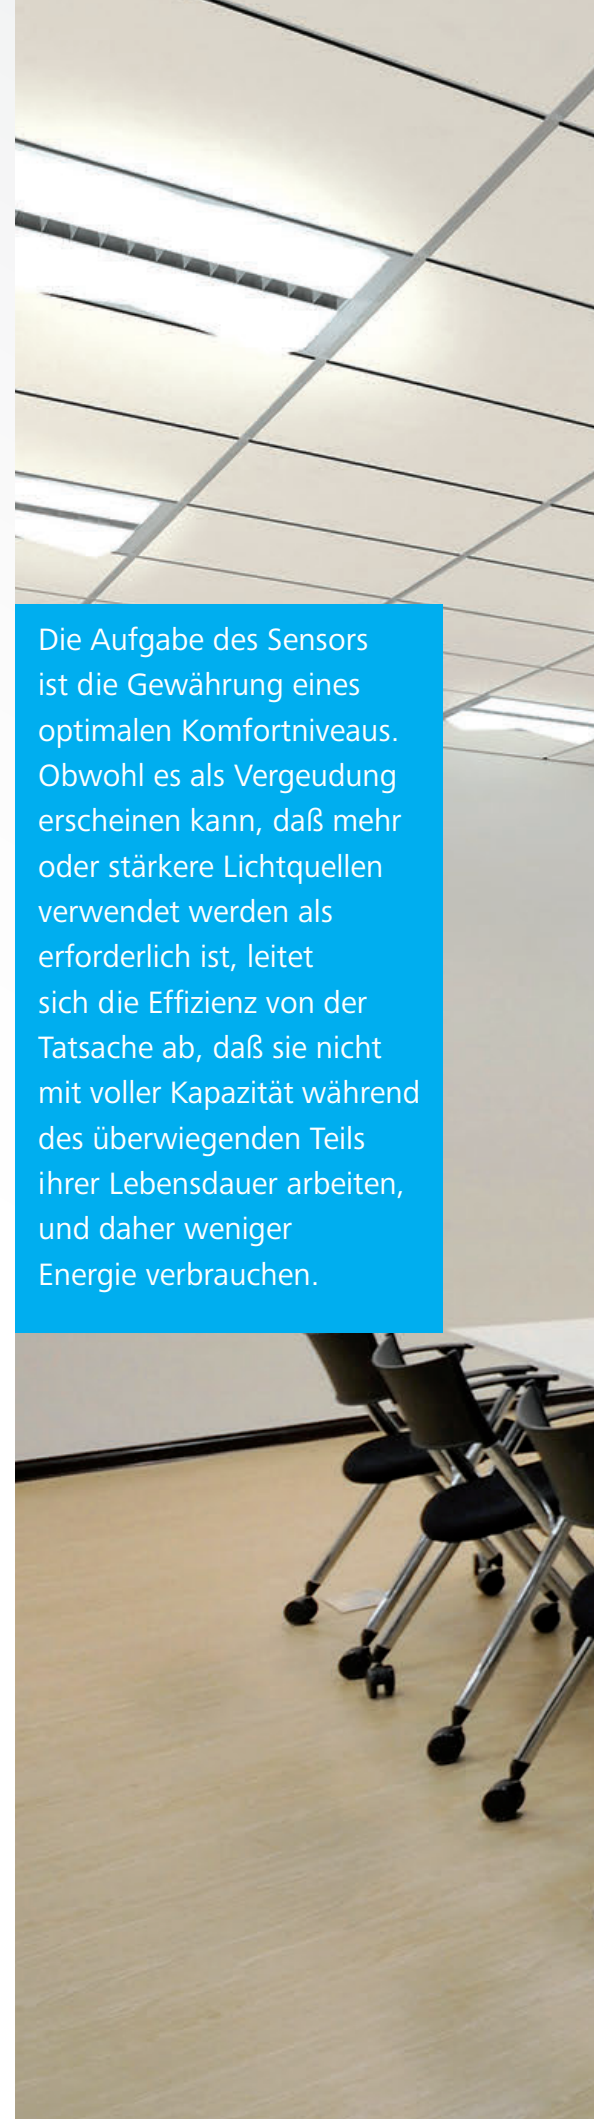 Die Aufgabe des Sensors
ist die Gewährung eines
optimalen Komfortniveaus.
Obwohl es als Vergeudung
erscheinen kann, daß mehr
oder stärkere Lichtquellen
verwendet werden als
erforderlich ist, leitet
sich die Effizienz von der
Tatsache ab, daß sie nicht
mit voller Kapazität während
des überwiegenden Teils
ihrer Lebensdauer arbeiten,
und daher weniger
Energie verbrauchen.